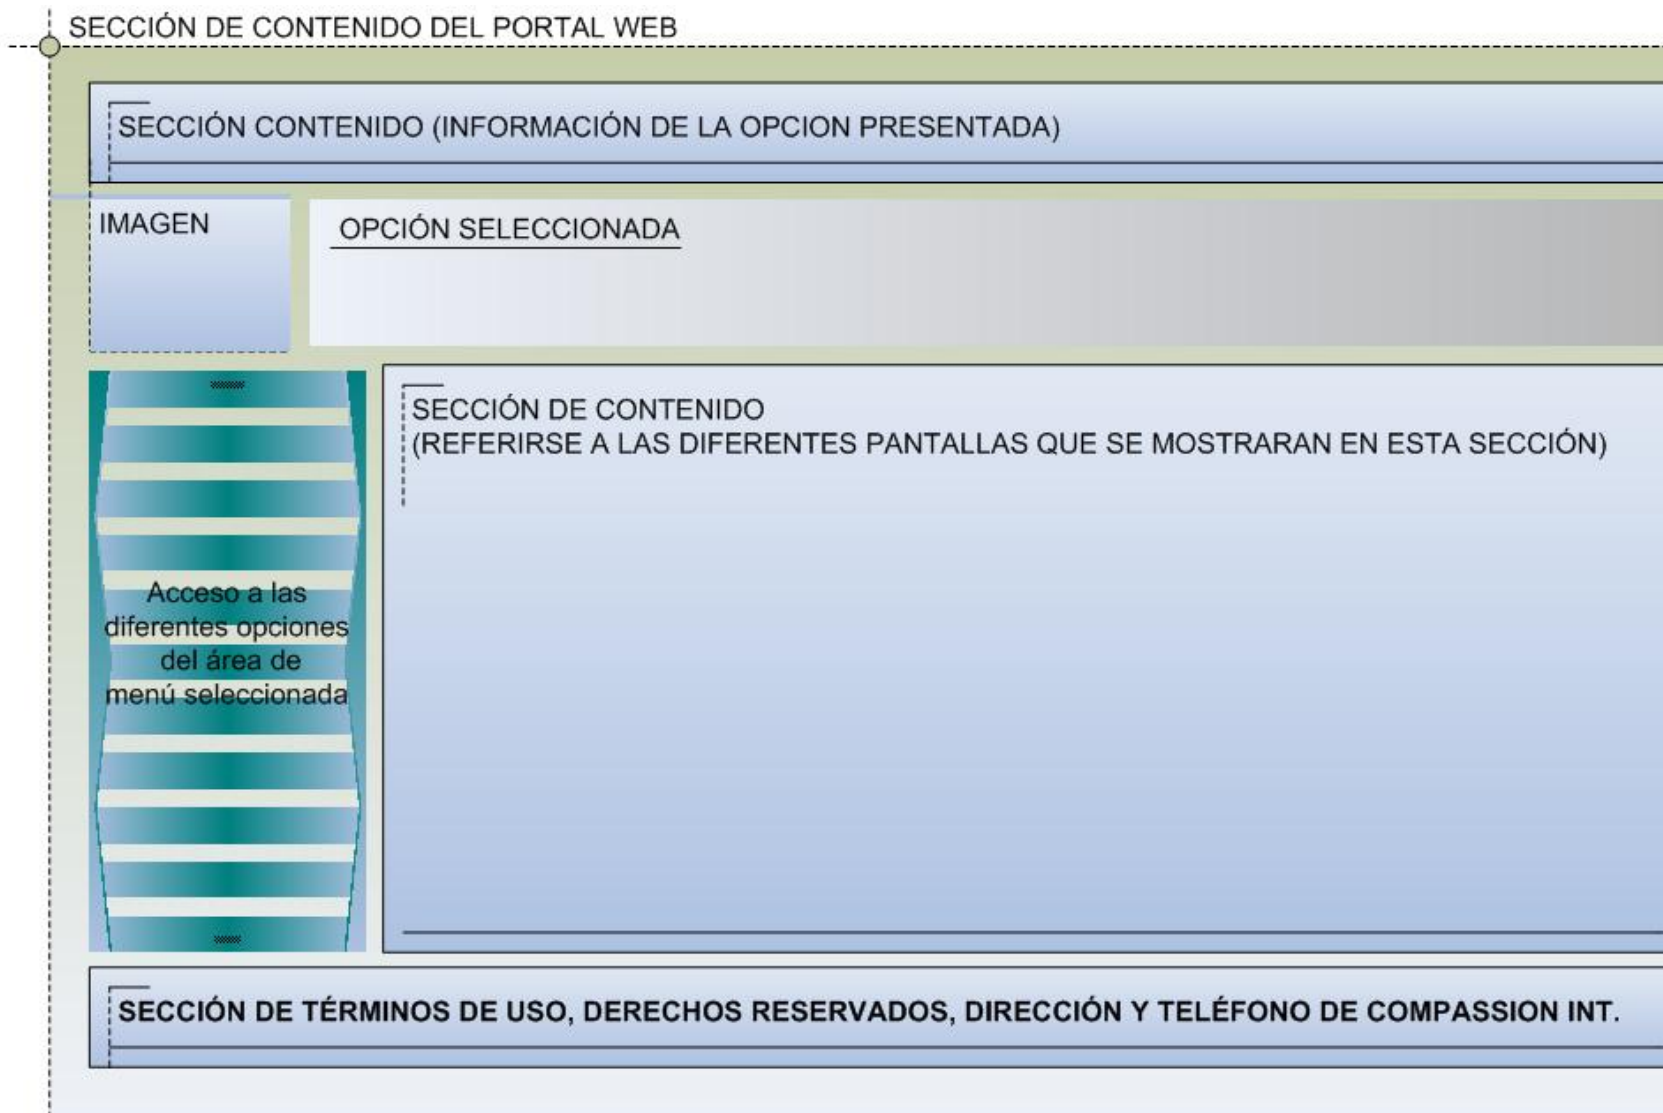 SECCIÓN DE CONTENIDO DEL PORTAL WEB
SECCIÓN CONTENIDO (INFORMACIÓN DE LA OPCION PRESENTADA)
IMAGEN
OPCIÓN SELECCIONADA
SECCIÓN DE CONTENIDO
(REFERIRSE A LAS DIFERENTES PANTALLAS QUE SE MOSTRARAN EN ESTA SECCIÓN)
Acceso a las
diferentes opciones
del área de
menú seleccionada
SECCIÓN DE TÉRMINOS DE USO, DERECHOS RESERVADOS, DIRECCIÓN Y TELÉFONO DE COMPASSION INT.